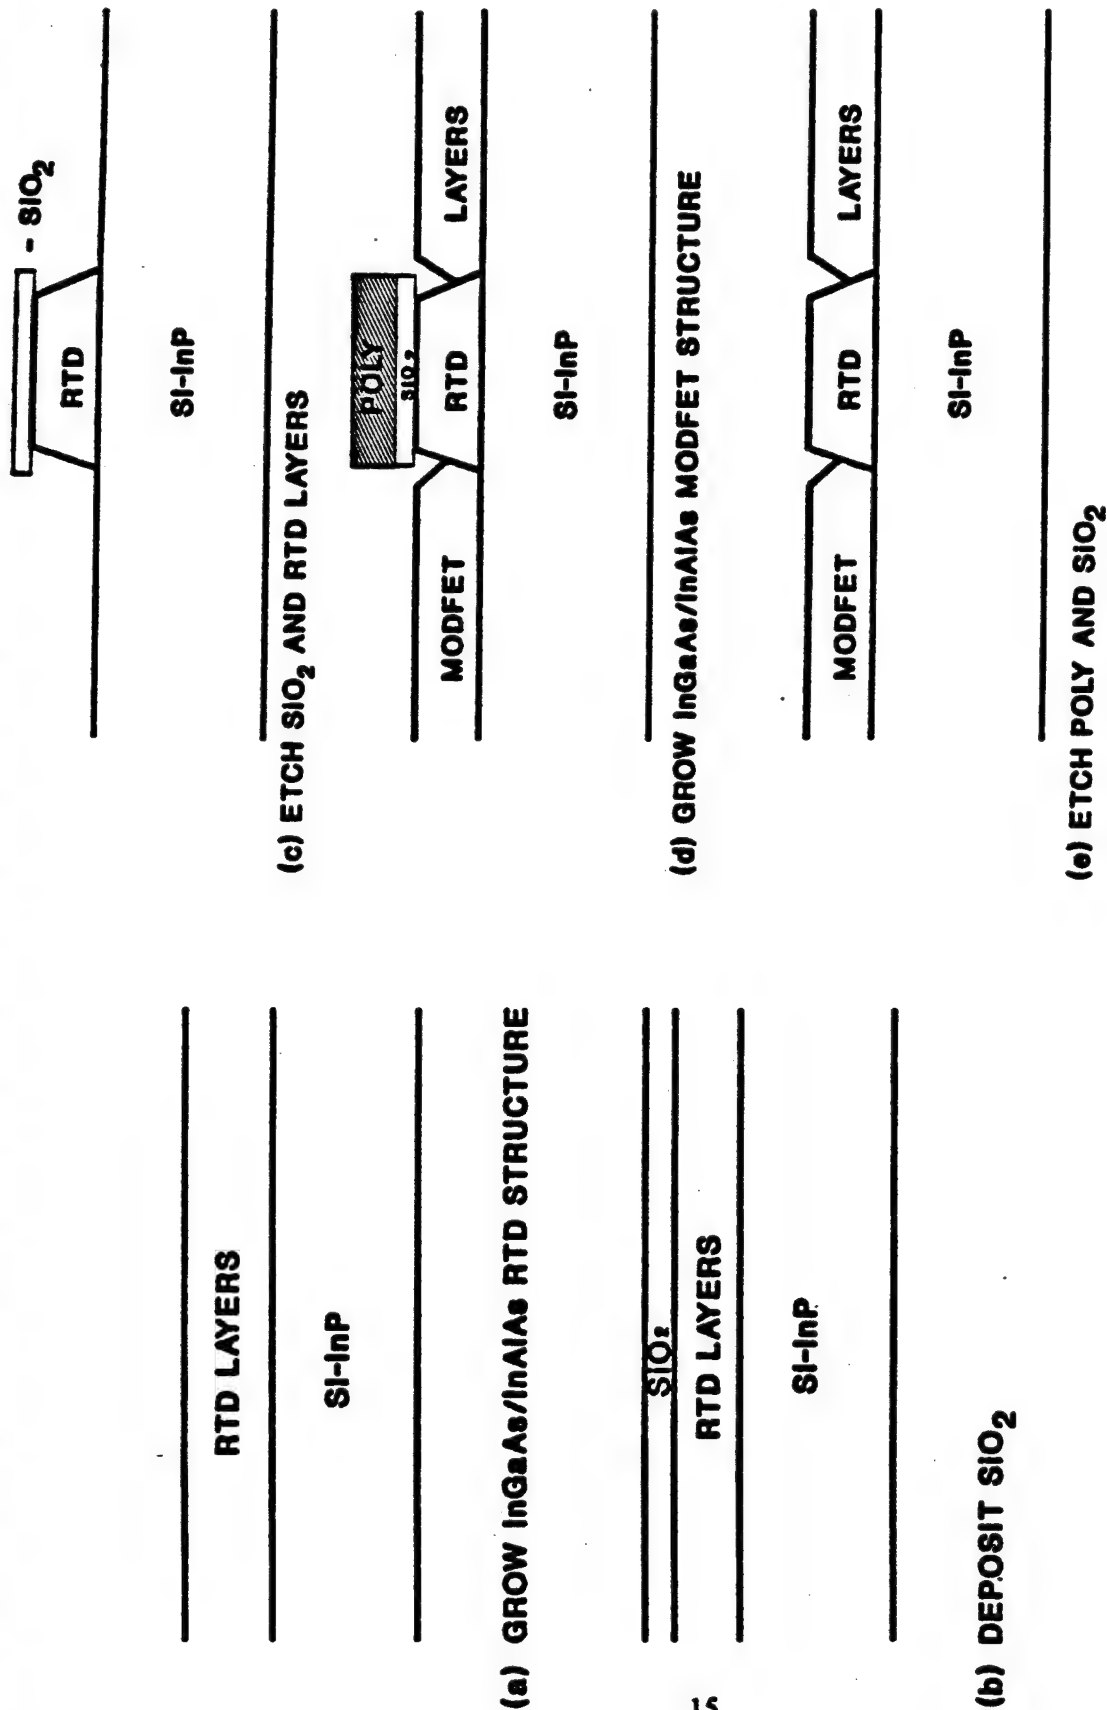 RTD LAYERS
SI-InP
(a) GROW InGaAs/InAlAs RTD STRUCTURE
SIO₂
RTD LAYERS
SI-InP
(b) DEPOSIT SIO₂
- SIO₂
RTD
SI-InP
(c) ETCH SIO₂ AND RTD LAYERS
POLY
SIO₂
MODFET
RTD
LAYERS
SI-InP
(d) GROW InGaAs/InAlAs MODFET STRUCTURE
MODFET
RTD
LAYERS
SI-InP
(e) ETCH POLY AND SIO₂
15